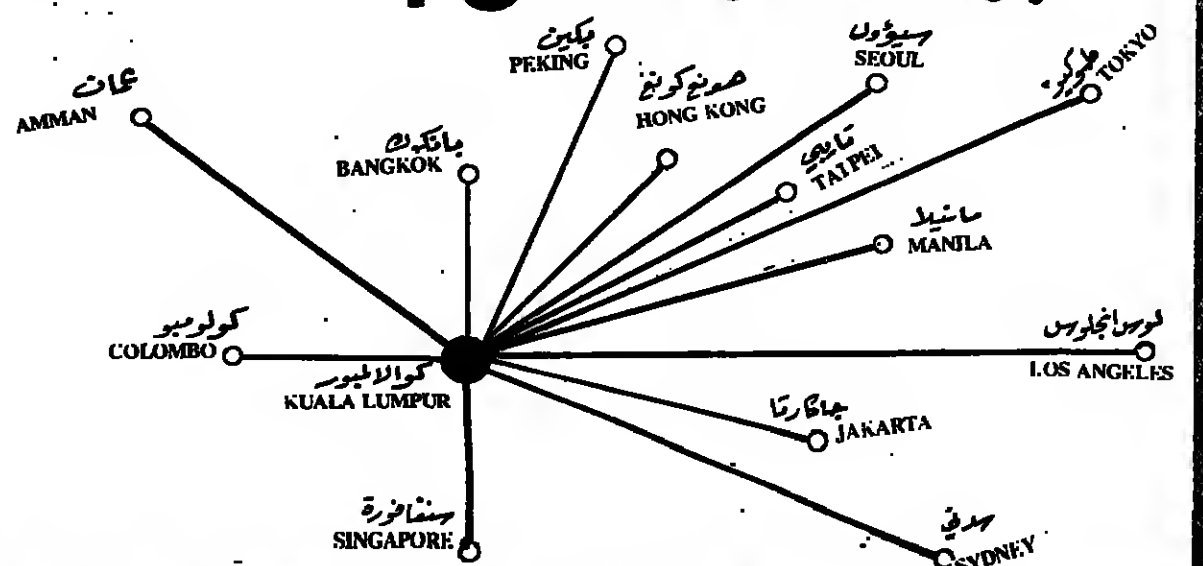 بكين
PEKING
سيؤول
SEOUL
طوكيو
TOKYO
هونغ كونغ
HONG KONG
عمان
AMMAN
بانكوك
BANGKOK
تايبي
TAIPEI
مانيلا
MANILA
كولومبو
COLOMBO
كوالالمبور
KUALA LUMPUR
لوس انجلوس
LOS ANGELES
جاكارتا
JAKARTA
سنغافورة
SINGAPORE
سدني
SYDNEY